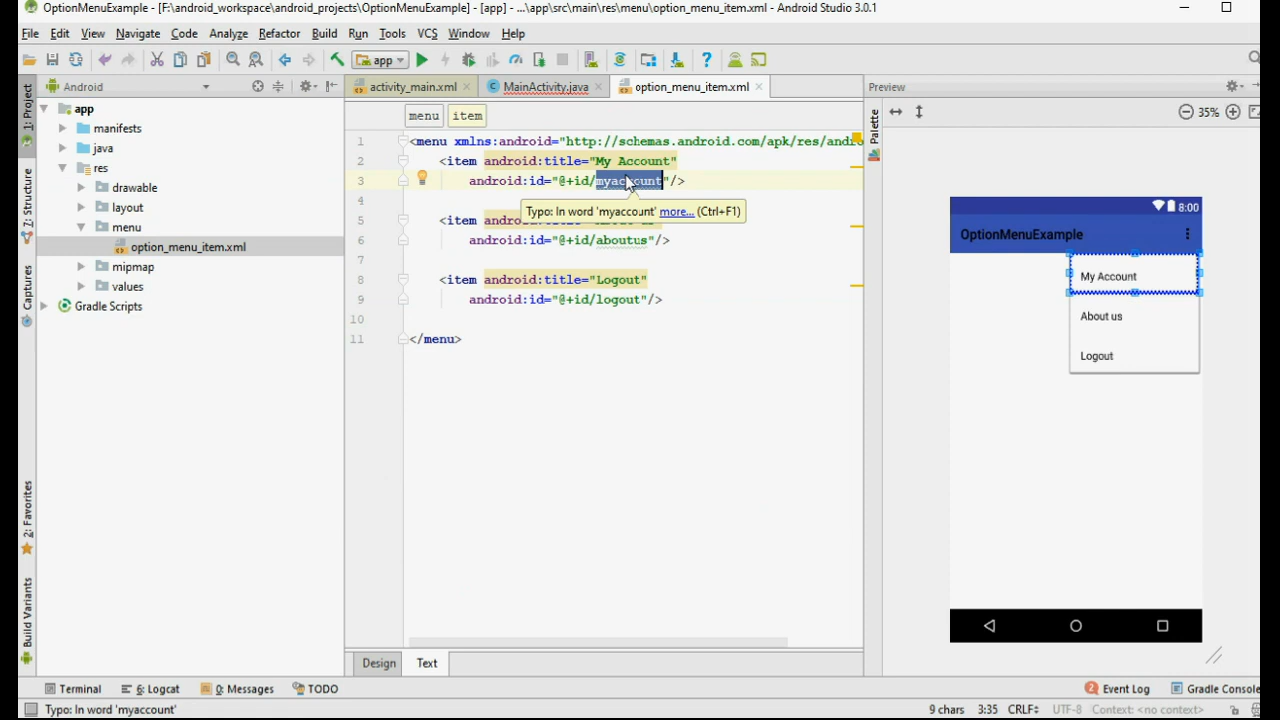 OptionMenuExample - [F:\android_workspace\android_projects\OptionMenuExample] - [app] - ...\app\src\main\res\menu\option_menu_item.xml - Android Studio 3.0.1
File Edit View Navigate Code Analyze Refactor Build Run Tools VCS Window Help
app
1: Project
Z: Structure
Captures
2: Favorites
Build Variants
Android
app
manifests
java
res
drawable
layout
menu
option_menu_item.xml
mipmap
values
Gradle Scripts
activity_main.xml MainActivity.java option_menu_item.xml
menu item
1 <menu xmlns:android="http://schemas.android.com/apk/res/andro
2 <item android:title="My Account"
3 android:id="@+id/myaccount"/>
4
Typo: In word 'myaccount' more... (Ctrl+F1)
5 <item
6 android:id="@+id/aboutus"/>
7
8 <item android:title="Logout"
9 android:id="@+id/logout"/>
10
11 </menu>
Design Text
Preview
Palette
35%
8:00
OptionMenuExample
My Account
About us
Logout
Terminal 6: Logcat 0: Messages TODO 2 Event Log Gradle Console
Typo: In word 'myaccount' 9 chars 3:35 CRLF UTF-8 Context: <no context>